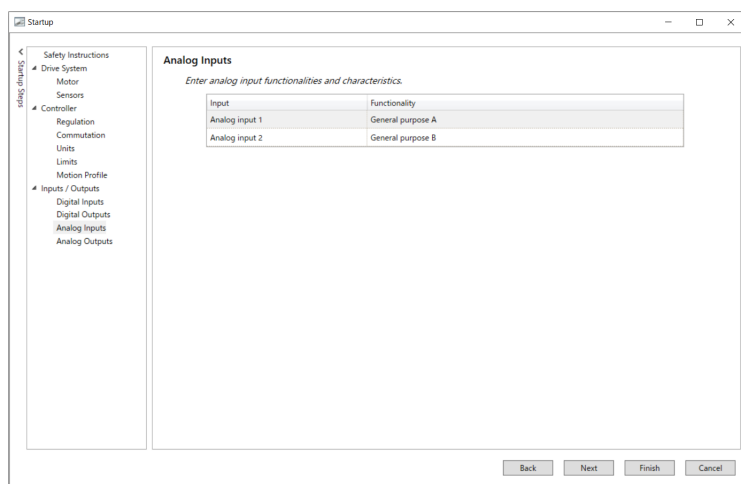 Startup
Startup Steps
Safety Instructions
Drive System
Motor
Sensors
Controller
Regulation
Commutation
Units
Limits
Motion Profile
Inputs / Outputs
Digital Inputs
Digital Outputs
Analog Inputs
Analog Outputs
Analog Inputs
Enter analog input functionalities and characteristics.
Input Functionality
Analog input 1 General purpose A
Analog input 2 General purpose B
Back Next Finish Cancel